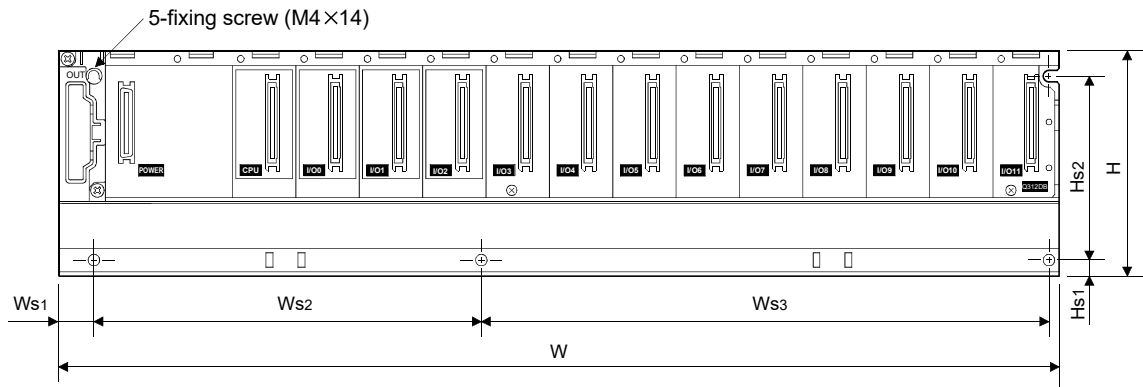 5-fixing screw (M4×14)
OUT
POWER
CPU
I/O0
I/O1
I/O2
I/O3
I/O4
I/O5
I/O6
I/O7
I/O8
I/O9
I/O10
I/O11
Q312DB
Hs2
H
Hs1
Ws1
Ws2
Ws3
W